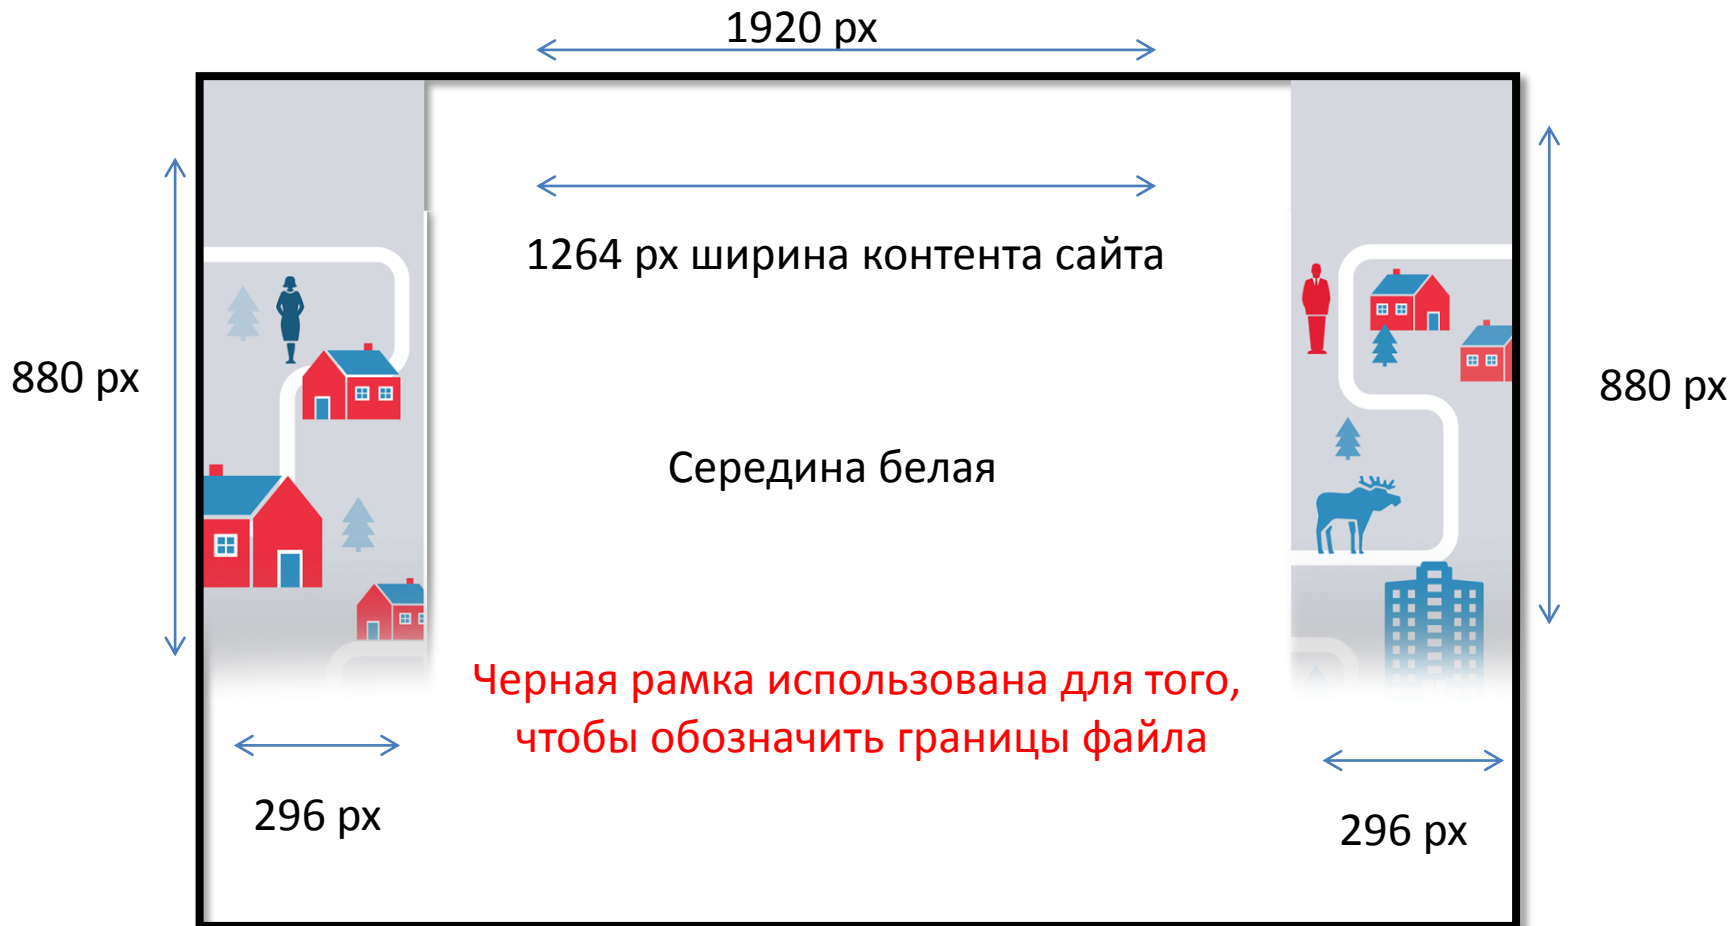 1920 px
1264 px ширина контента сайта
880 px
880 px
Середина белая
Черная рамка использована для того,
чтобы обозначить границы файла
296 px
296 px